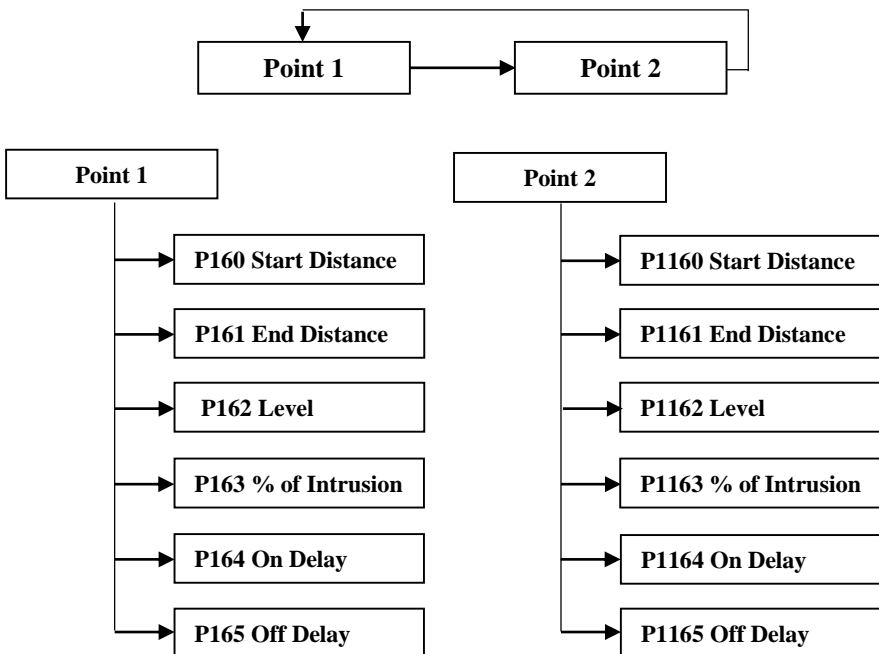 Point 1
Point 2
Point 1
P160 Start Distance
P161 End Distance
P162 Level
P163 % of Intrusion
P164 On Delay
P165 Off Delay
Point 2
P1160 Start Distance
P1161 End Distance
P1162 Level
P1163 % of Intrusion
P1164 On Delay
P1165 Off Delay